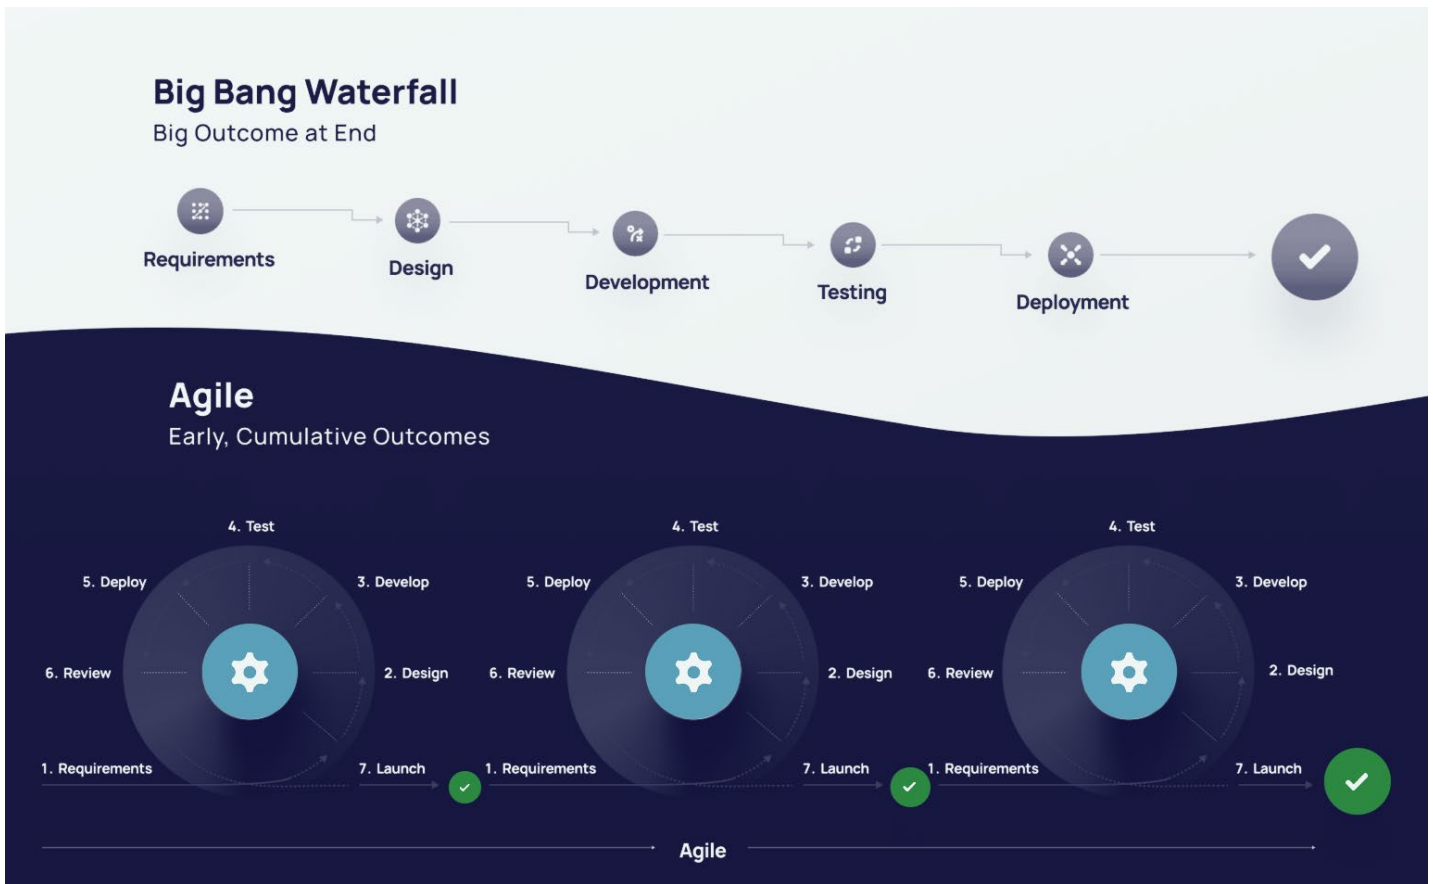 Big Bang Waterfall
Big Outcome at End
Requirements
Design
Development
Testing
Deployment
Agile
Early, Cumulative Outcomes
4. Test
5. Deploy
3. Develop
6. Review
2. Design
1. Requirements
7. Launch
4. Test
5. Deploy
3. Develop
6. Review
2. Design
1. Requirements
7. Launch
4. Test
5. Deploy
3. Develop
6. Review
2. Design
1. Requirements
7. Launch
Agile